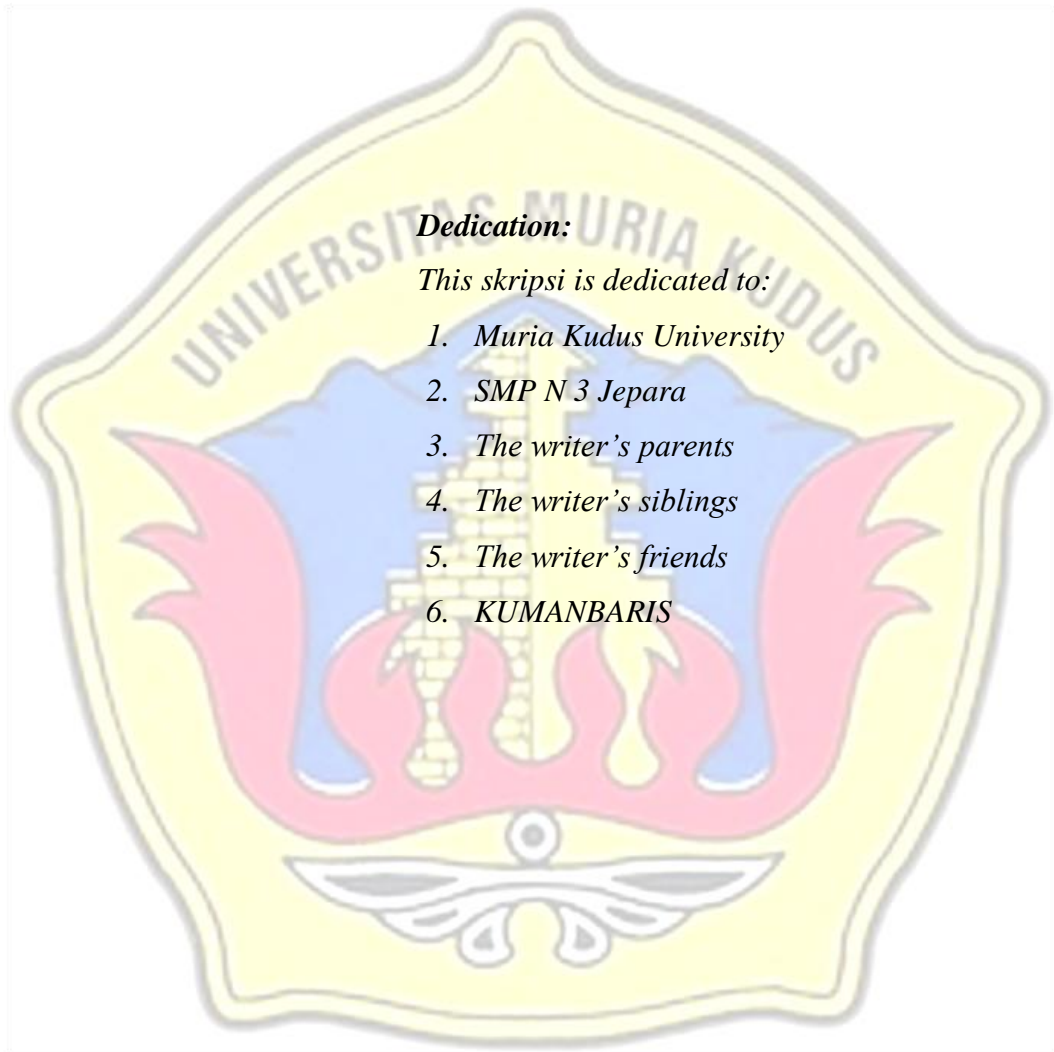 UNIVERSITAS MURIA KUDUS
Dedication:
This skripsi is dedicated to:
1. Muria Kudus University
2. SMP N 3 Jepara
3. The writer's parents
4. The writer's siblings
5. The writer's friends
6. KUMANBARIS